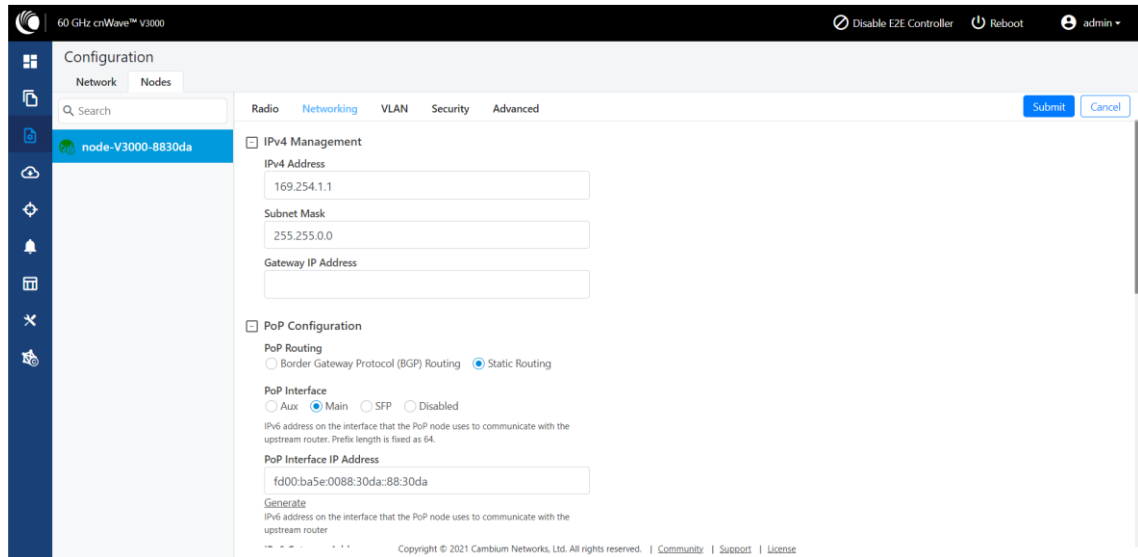 60 GHz cnWave™ V3000
Disable E2E Controller
Reboot
admin
Configuration
Network Nodes
Search
node-V3000-8830da
Radio Networking VLAN Security Advanced
Submit Cancel
IPv4 Management
IPv4 Address
169.254.1.1
Subnet Mask
255.255.0.0
Gateway IP Address
PoP Configuration
PoP Routing
Border Gateway Protocol (BGP) Routing Static Routing
PoP Interface
Aux Main SFP Disabled
IPv6 address on the interface that the PoP node uses to communicate with the
upstream router. Prefix length is fixed as 64.
PoP Interface IP Address
fd00:ba5e:0088:30da::88:30da
Generate
IPv6 address on the interface that the PoP node uses to communicate with the
upstream router
Copyright © 2021 Cambium Networks, Ltd. All rights reserved. | Community | Support | License